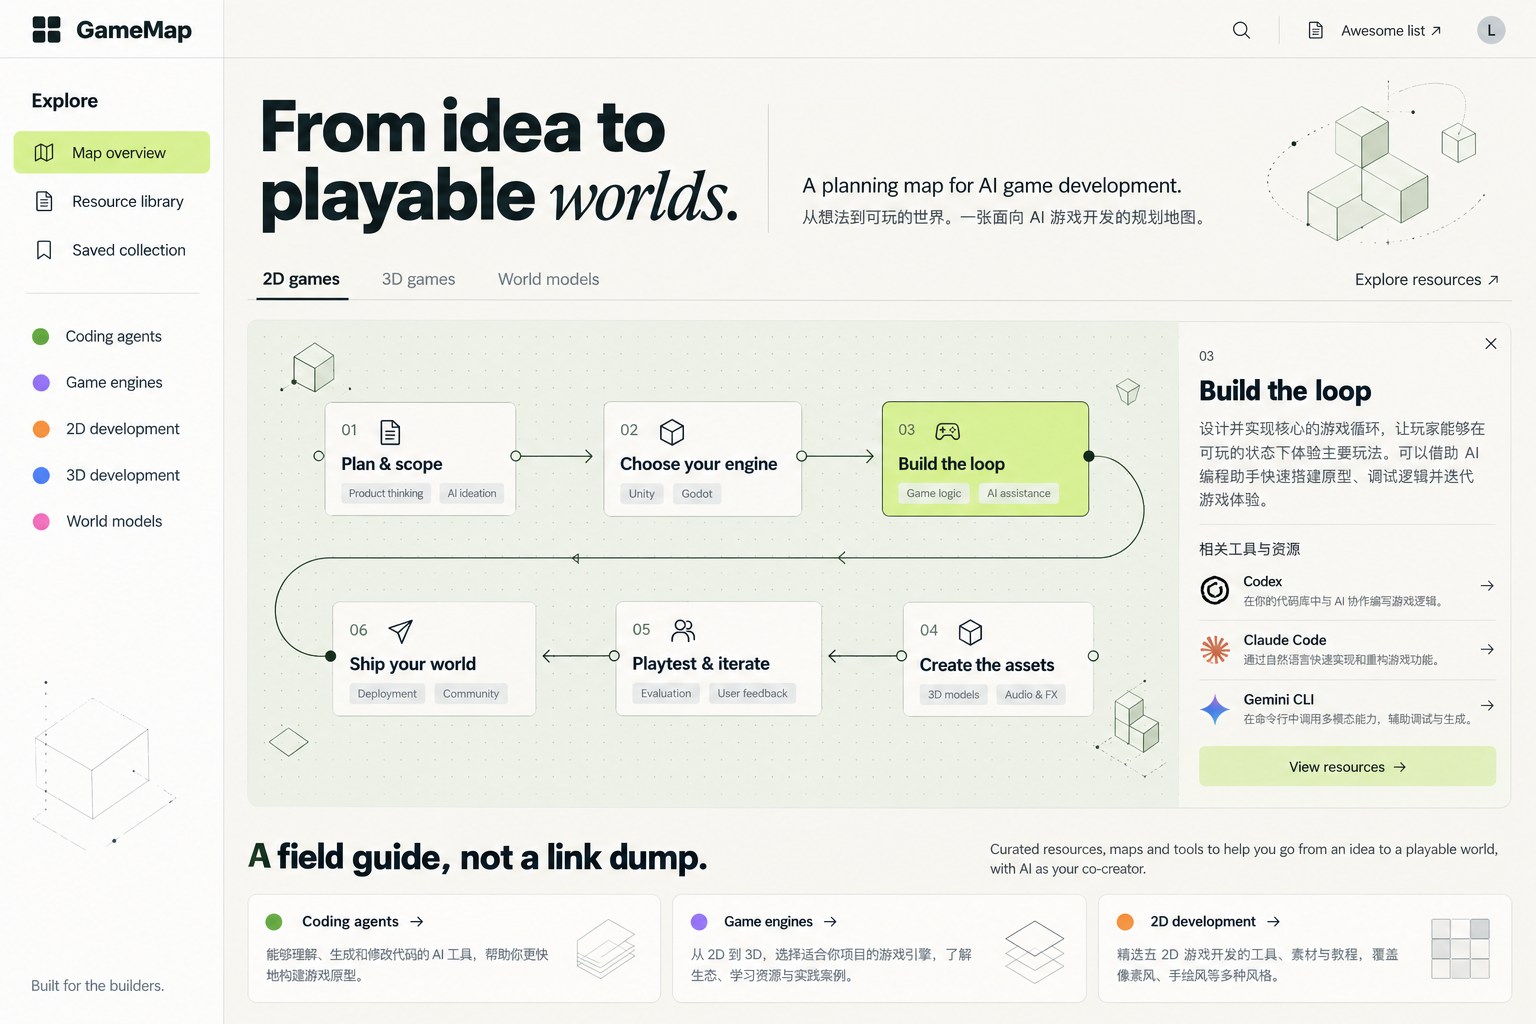 GameMap
Awesome list ↗
L
Explore
Map overview
Resource library
Saved collection
Coding agents
Game engines
2D development
3D development
World models
Built for the builders.
From idea to
playable worlds.
A planning map for AI game development.
从想法到可玩的世界。一张面向 AI 游戏开发的规划地图。
2D games
3D games
World models
Explore resources ↗
01
Plan & scope
Product thinking
AI ideation
02
Choose your engine
Unity
Godot
03
Build the loop
Game logic
AI assistance
06
Ship your world
Deployment
Community
05
Playtest & iterate
Evaluation
User feedback
04
Create the assets
3D models
Audio & FX
03
Build the loop
设计并实现核心的游戏循环，让玩家能够在
可玩的状态下体验主要玩法。可以借助 AI
编程助手快速搭建原型、调试逻辑并迭代
游戏体验。
相关工具与资源
Codex
在你的代码库中与 AI 协作编写游戏逻辑。
Claude Code
通过自然语言快速实现和重构游戏功能。
Gemini CLI
在命令行中调用多模态能力，辅助调试与生成。
View resources →
A field guide, not a link dump.
Curated resources, maps and tools to help you go from an idea to a playable world,
with AI as your co-creator.
Coding agents →
能够理解、生成和修改代码的 AI 工具，帮助你更快
地构建游戏原型。
Game engines →
从 2D 到 3D，选择适合你项目的游戏引擎，了解
生态、学习资源与实践案例。
2D development →
精选五 2D 游戏开发的工具、素材与教程，覆盖
像素风、手绘风等多种风格。